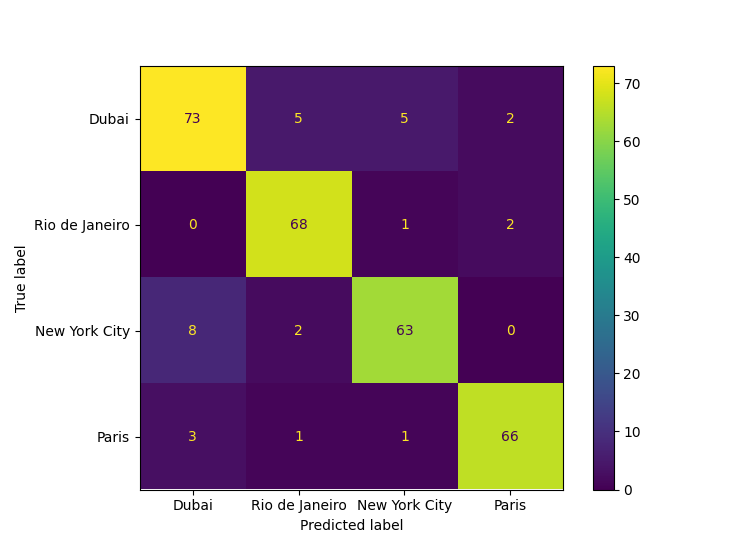 Dubai 73 5 5 2
Rio de Janeiro 0 68 1 2
New York City 8 2 63 0
Paris 3 1 1 66
Dubai Rio de Janeiro New York City Paris
Predicted label
True label
70
60
50
40
30
20
10
0